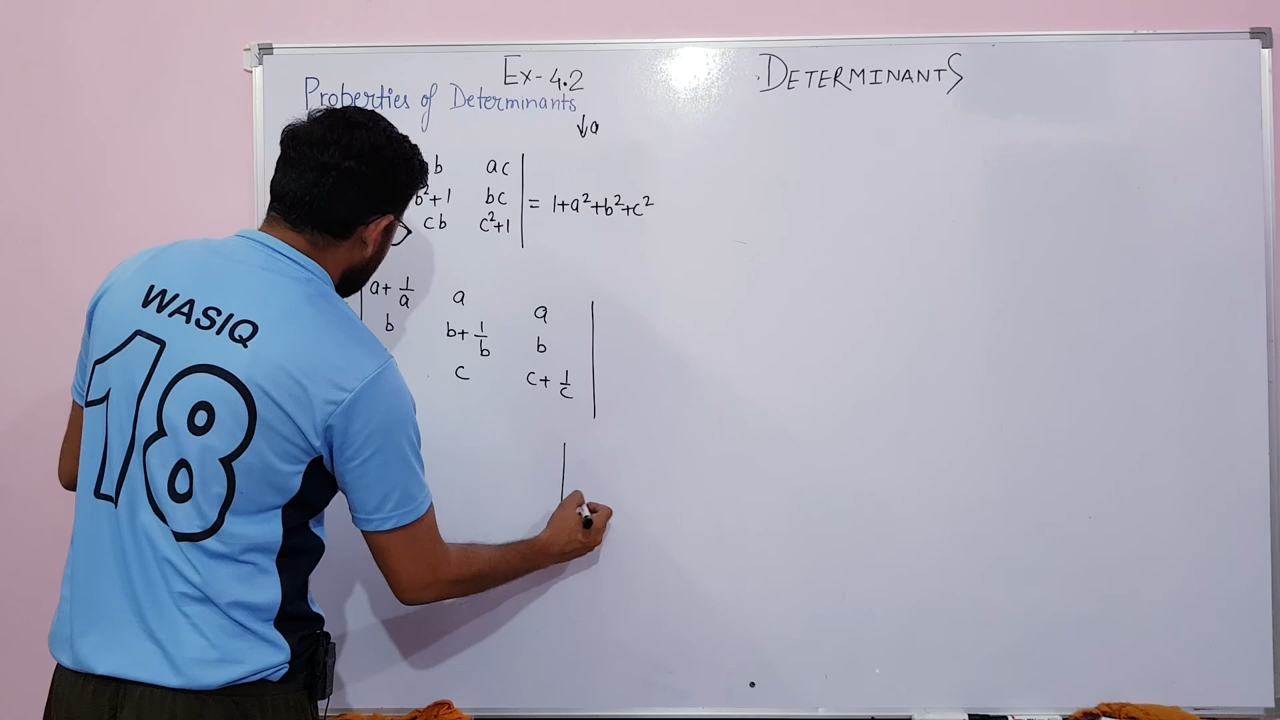 Ex-4.2
DETERMINANTS
Properties of Determinants
↓a
b ac
b²+1 bc
cb c²+1
= 1+a²+b²+c²
a+1/a a a
b b+1/b b
c c+1/c
WASIQ
18